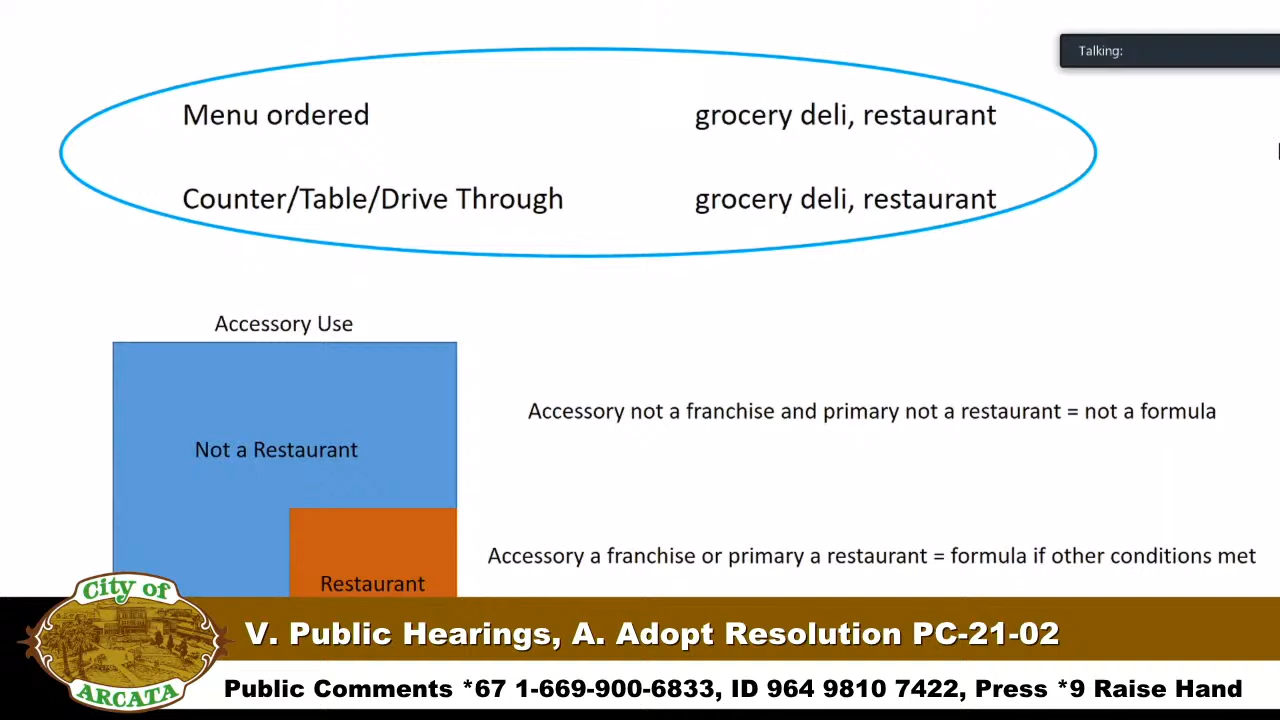 Talking:
Menu ordered grocery deli, restaurant
Counter/Table/Drive Through grocery deli, restaurant
Accessory Use
Accessory not a franchise and primary not a restaurant = not a formula
Not a Restaurant
Accessory a franchise or primary a restaurant = formula if other conditions met
Restaurant
City of
ARCATA
V. Public Hearings, A. Adopt Resolution PC-21-02
Public Comments *67 1-669-900-6833, ID 964 9810 7422, Press *9 Raise Hand